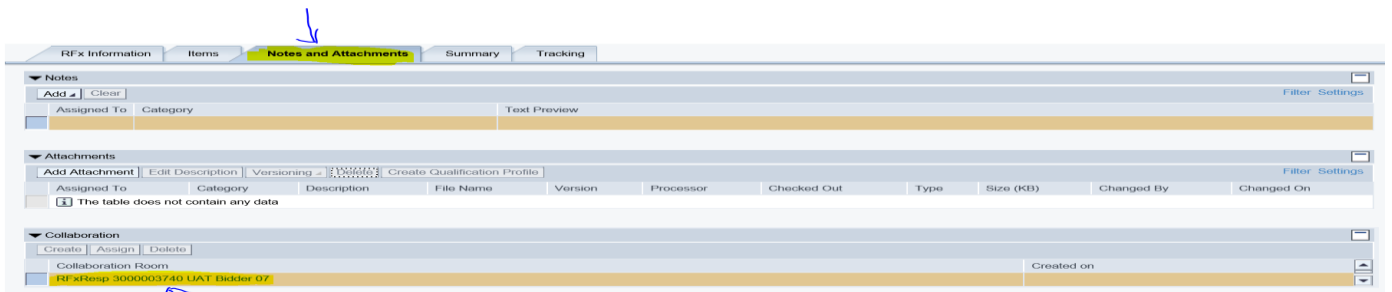 RFx Information Items Notes and Attachments Summary Tracking
Notes
Add Clear Filter Settings
Assigned To Category Text Preview
Attachments
Add Attachment Edit Description Versioning Delete Create Qualification Profile Filter Settings
Assigned To Category Description File Name Version Processor Checked Out Type Size (KB) Changed By Changed On
The table does not contain any data
Collaboration
Create Assign Delete
Collaboration Room Created on
RFxResp 3000003740 UAT Bidder 07